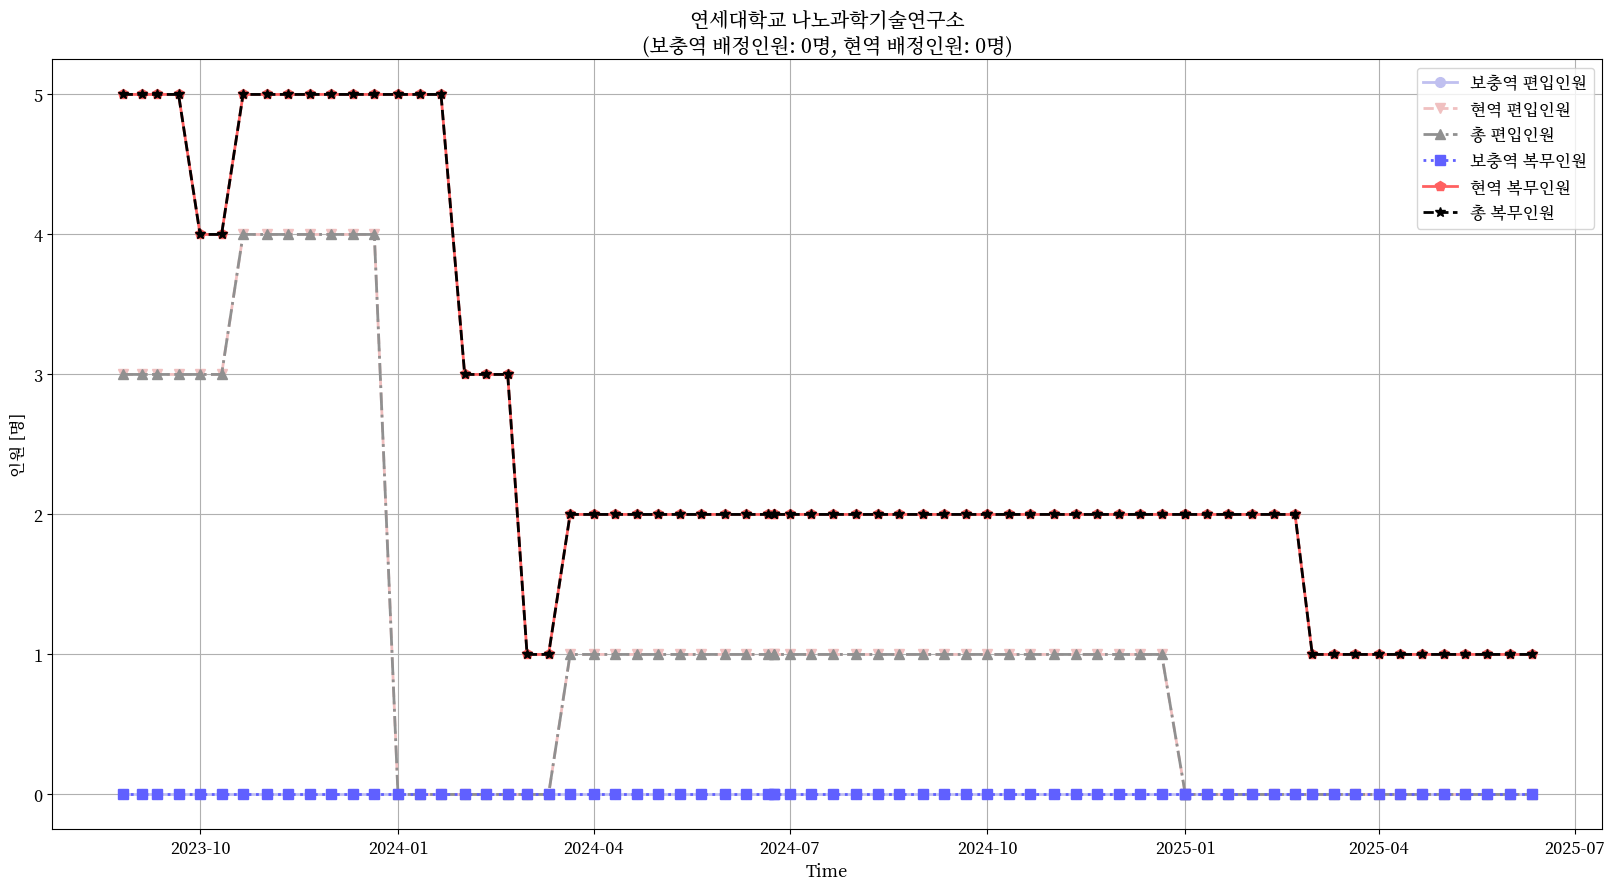 연세대학교 나노과학기술연구소
(보충역 배정인원: 0명, 현역 배정인원: 0명)
보충역 편입인원
현역 편입인원
총 편입인원
보충역 복무인원
현역 복무인원
총 복무인원
인원 [명]
5
4
3
2
1
0
2023-10
2024-01
2024-04
2024-07
2024-10
2025-01
2025-04
2025-07
Time